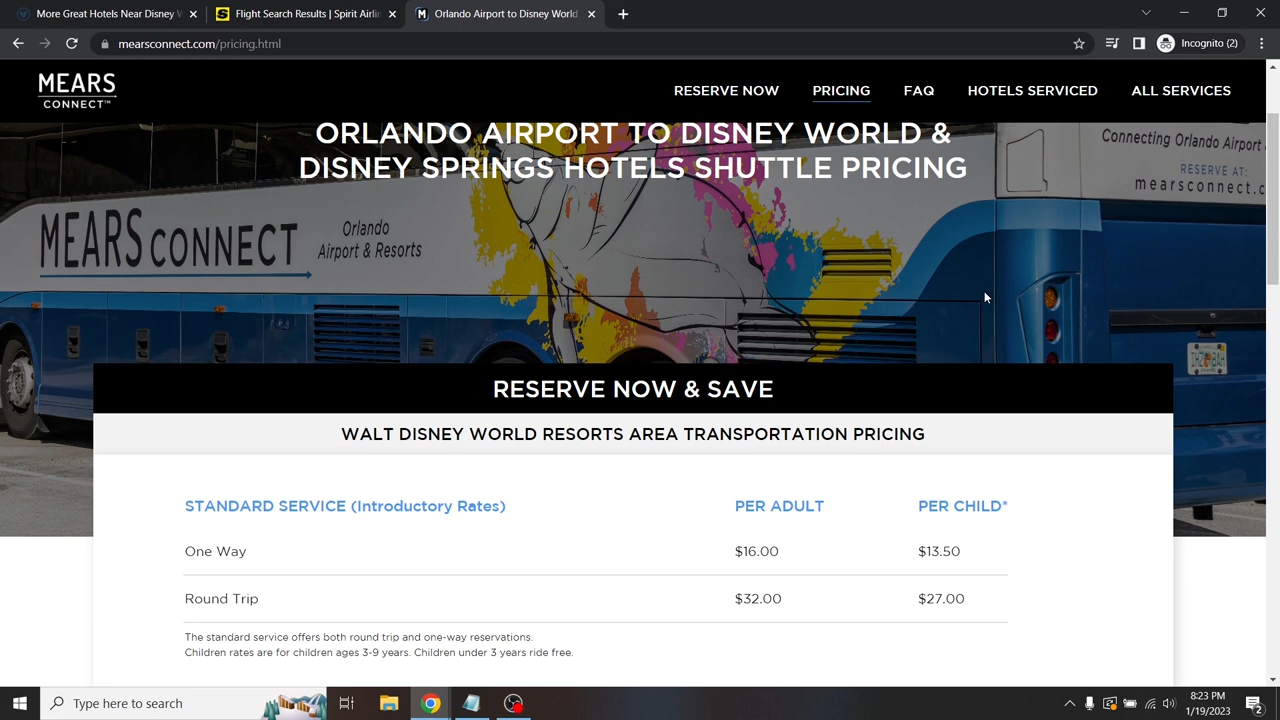 More Great Hotels Near Disney W
Flight Search Results | Spirit Airlin
Orlando Airport to Disney World
mearsconnect.com/pricing.html
Incognito (2)
MEARS
CONNECT™
RESERVE NOW
PRICING
FAQ
HOTELS SERVICED
ALL SERVICES
ORLANDO AIRPORT TO DISNEY WORLD &
DISNEY SPRINGS HOTELS SHUTTLE PRICING
Connecting Orlando Airport
RESERVE AT:
mearsconnect.c
MEARS CONNECT
Orlando
Airport & Resorts
RESERVE NOW & SAVE
WALT DISNEY WORLD RESORTS AREA TRANSPORTATION PRICING
STANDARD SERVICE (Introductory Rates) PER ADULT PER CHILD*
One Way $16.00 $13.50
Round Trip $32.00 $27.00
The standard service offers both round trip and one-way reservations.
Children rates are for children ages 3-9 years. Children under 3 years ride free.
Type here to search
8:23 PM
1/19/2023
2